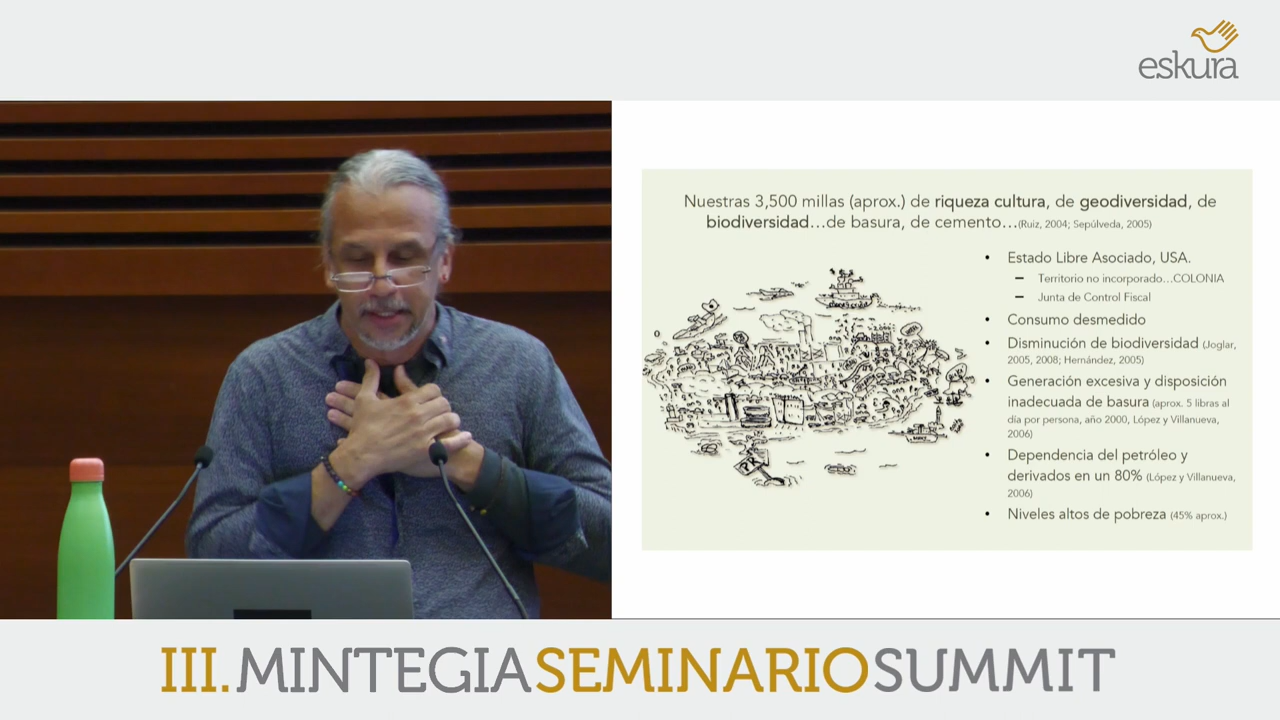 eskura
Nuestras 3,500 millas (aprox.) de riqueza cultura, de geodiversidad, de
biodiversidad…de basura, de cemento…(Ruiz, 2004; Sepúlveda, 2005)
• Estado Libre Asociado, USA.
– Territorio no incorporado…COLONIA
– Junta de Control Fiscal
• Consumo desmedido
• Disminución de biodiversidad (Joglar,
2005, 2008; Hernández, 2005)
• Generación excesiva y disposición
inadecuada de basura (aprox. 5 libras al
día por persona, año 2000, López y Villanueva,
2006)
• Dependencia del petróleo y
derivados en un 80% (López y Villanueva,
2006)
• Niveles altos de pobreza (45% aprox.)
PR
III.MINTEGIASEMINARIOSUMMIT